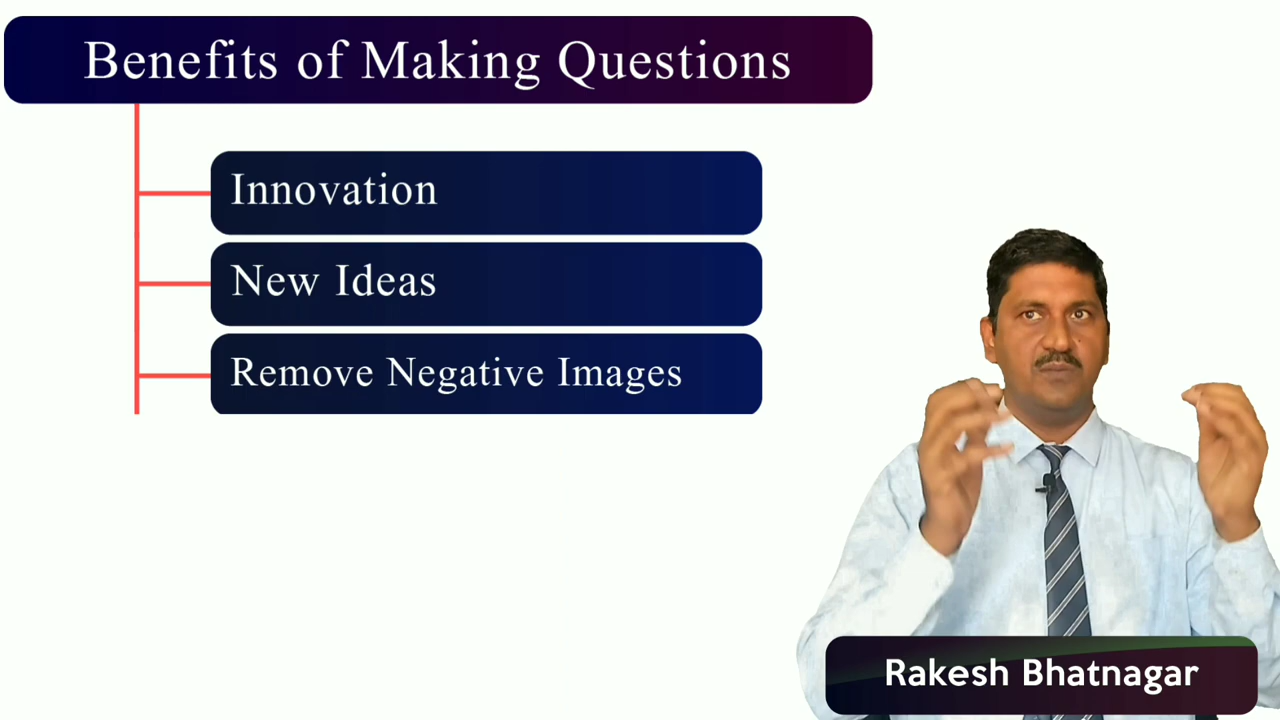 Benefits of Making Questions
Innovation
New Ideas
Remove Negative Images
Rakesh Bhatnagar